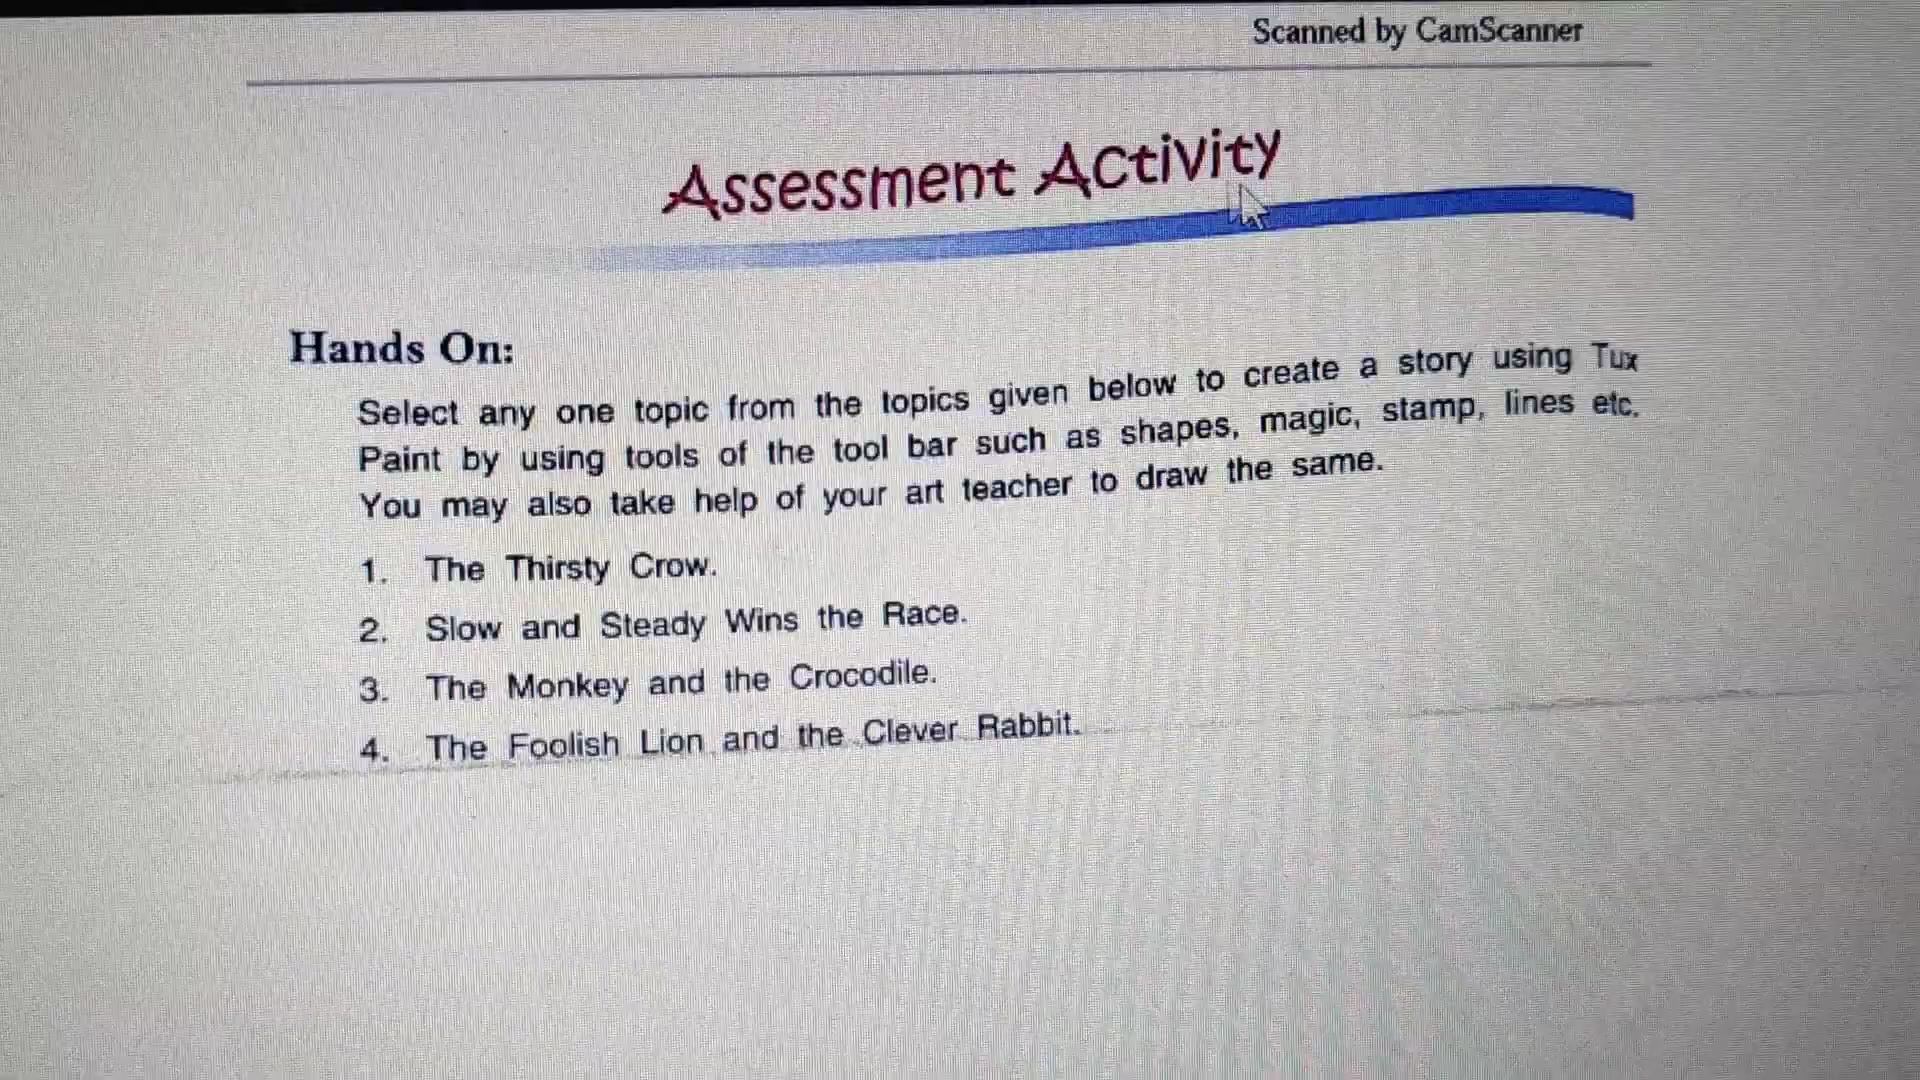 Scanned by CamScanner
Assessment Activity
Hands On:
Select any one topic from the topics given below to create a story using Tux
Paint by using tools of the tool bar such as shapes, magic, stamp, lines etc.
You may also take help of your art teacher to draw the same.
1. The Thirsty Crow.
2. Slow and Steady Wins the Race.
3. The Monkey and the Crocodile.
4. The Foolish Lion and the Clever Rabbit.